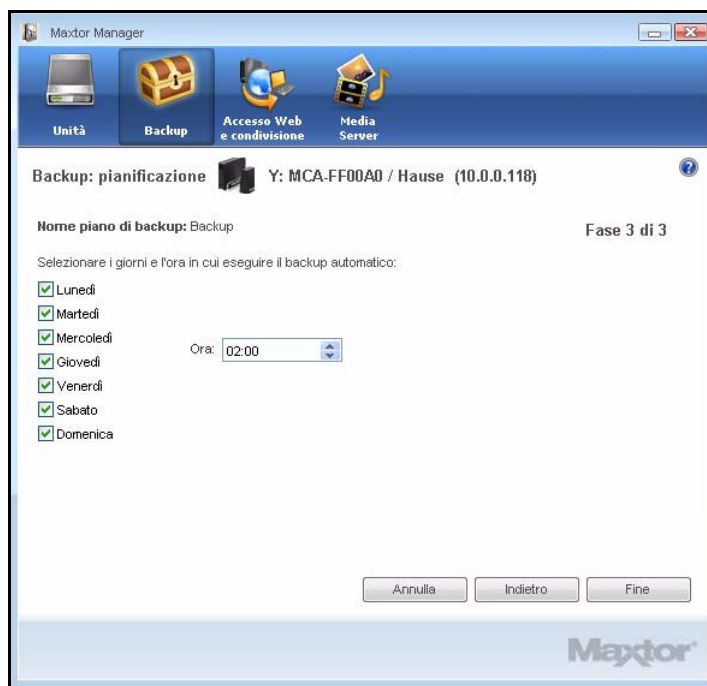 Maxtor Manager
Unità
Backup
Accesso Web
e condivisione
Media
Server
Backup: pianificazione Y: MCA-FF00A0 / Hause (10.0.0.118)
Nome piano di backup: Backup
Fase 3 di 3
Selezionare i giorni e l'ora in cui eseguire il backup automatico:
Lunedì
Martedì
Mercoledì
Giovedì
Venerdì
Sabato
Domenica
Ora: 02:00
Annulla
Indietro
Fine
Maxtor